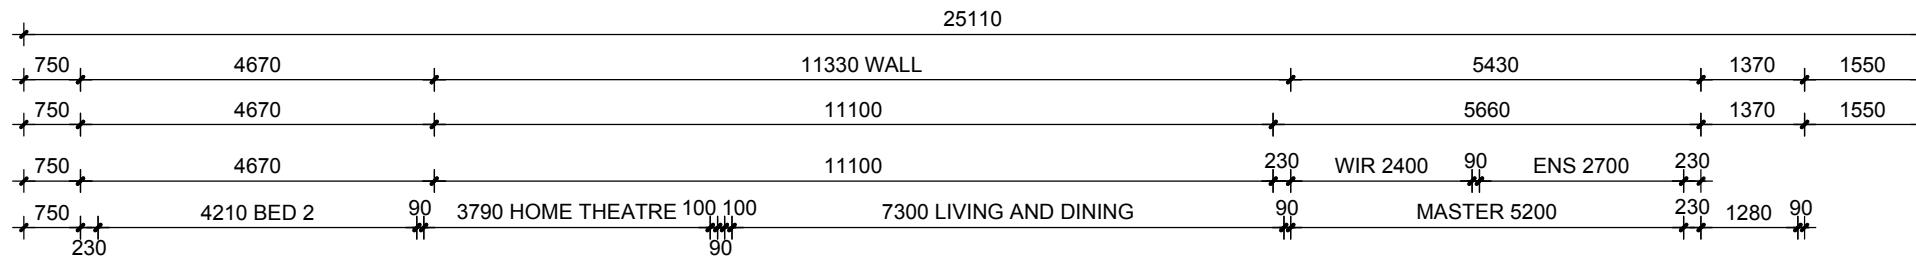 25110
750 4670 11330 WALL 5430 1370 1550
750 4670 11100 5660 1370 1550
750 4670 11100 230 WIR 2400 90 ENS 2700 230
750 4210 BED 2 90 3790 HOME THEATRE 100 100 7300 LIVING AND DINING 90 MASTER 5200 230 1280 90
230 90